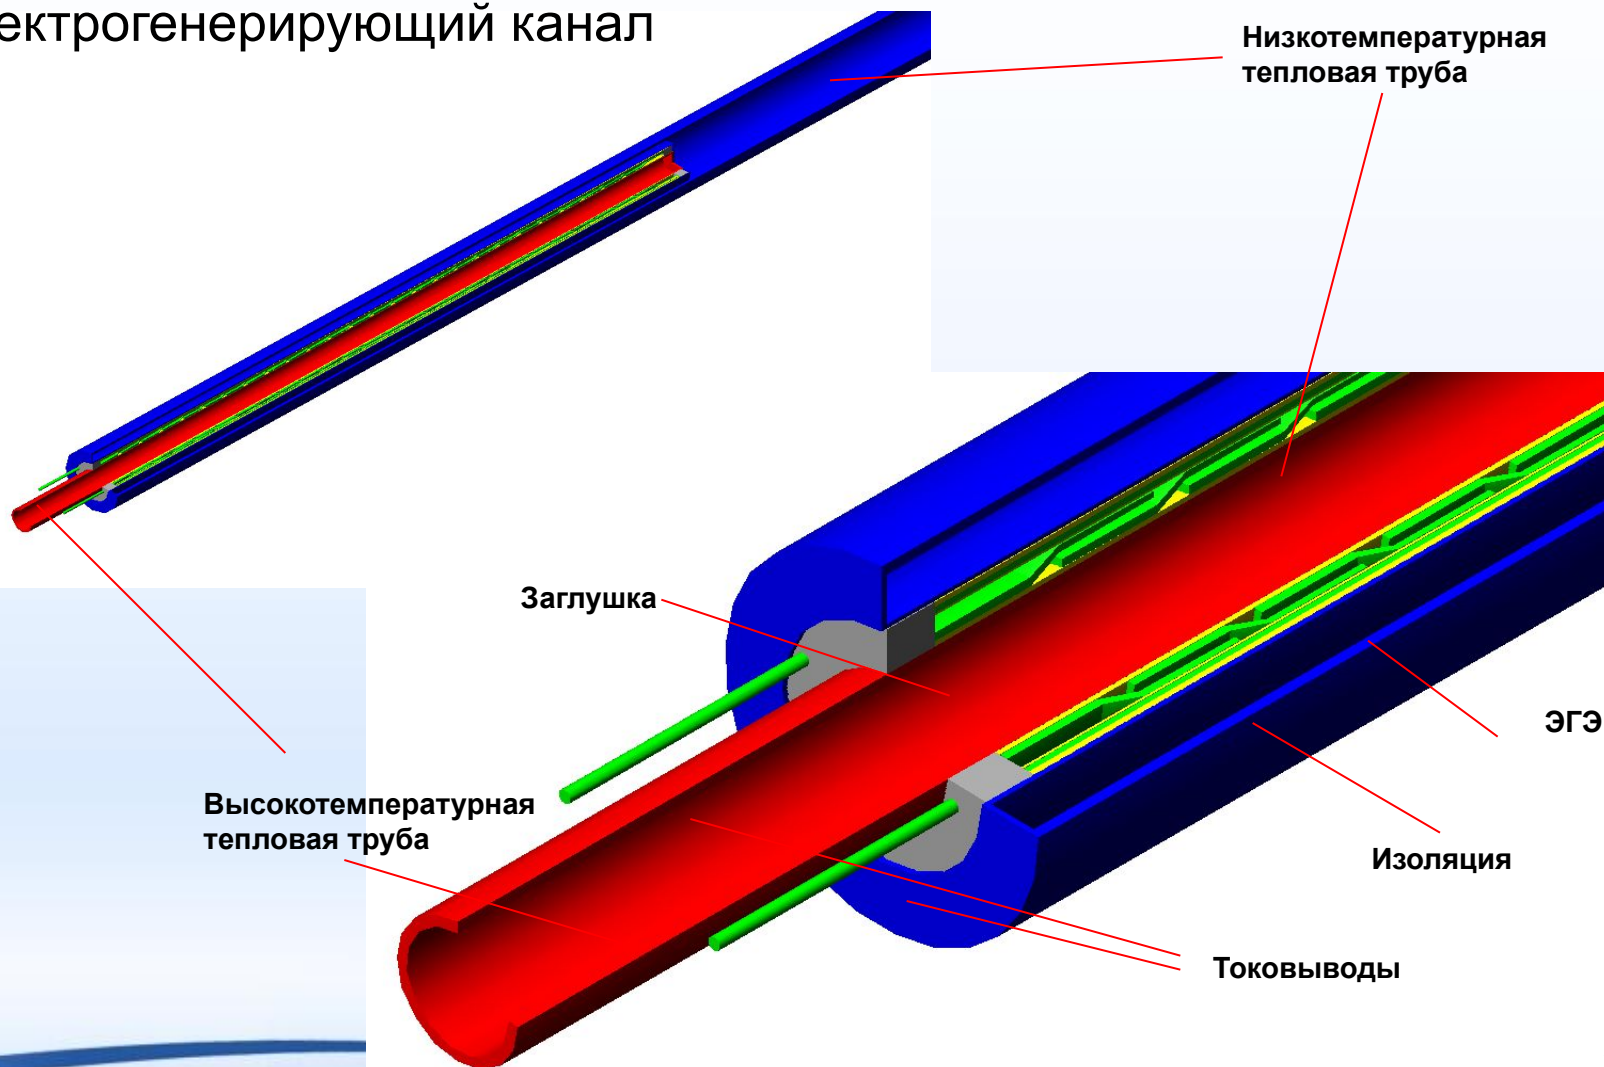 ектрогенерирующий канал
Низкотемпературная
тепловая труба
Заглушка
ЭГЭ
Высокотемпературная
тепловая труба
Изоляция
Токовыводы